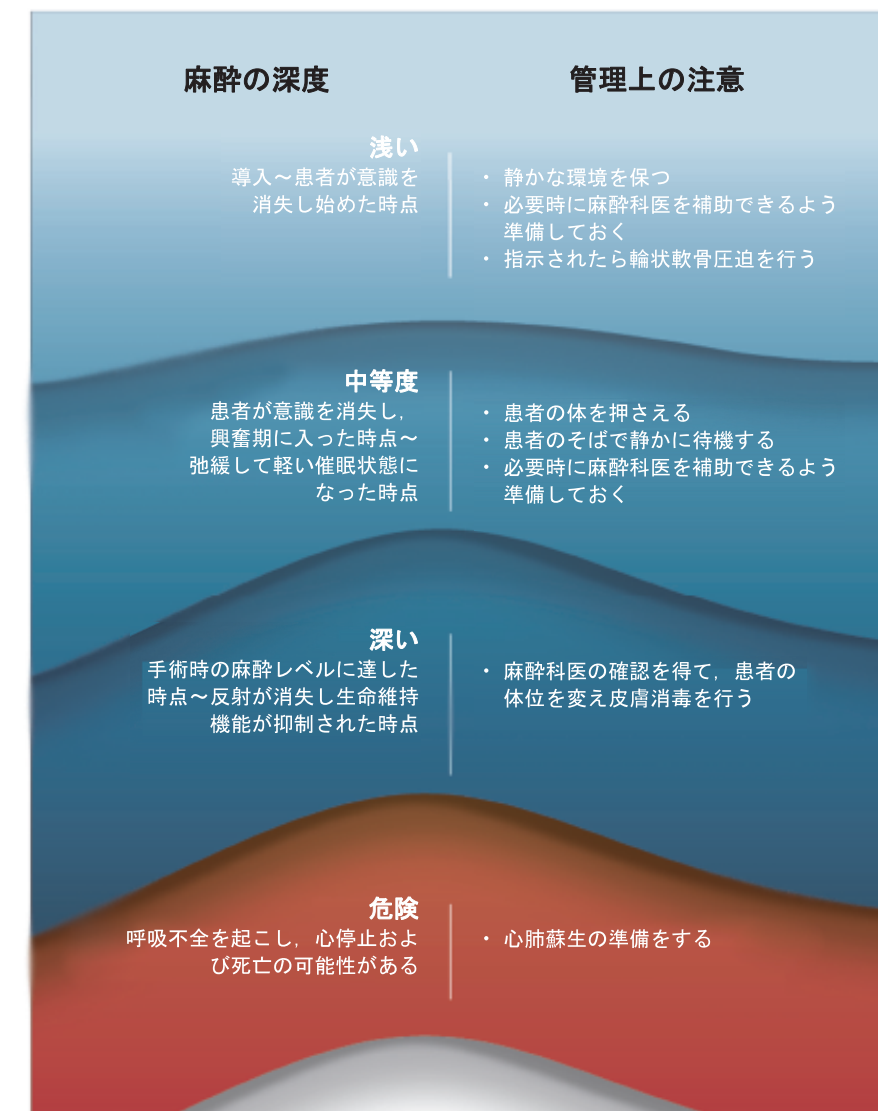 麻酔の深度
管理上の注意
浅い
導入～患者が意識を
消失し始めた時点
・ 静かな環境を保つ
・ 必要時に麻酔科医を補助できるよう
準備しておく
・ 指示されたら輪状軟骨圧迫を行う
中等度
患者が意識を消失し，
興奮期に入った時点～
弛緩して軽い催眠状態に
なった時点
・ 患者の体を押さえる
・ 患者のそばで静かに待機する
・ 必要時に麻酔科医を補助できるよう
準備しておく
深い
手術時の麻酔レベルに達した
時点～反射が消失し生命維持
機能が抑制された時点
・ 麻酔科医の確認を得て，患者の
体位を変え皮膚消毒を行う
危険
呼吸不全を起こし，心停止およ
び死亡の可能性がある
・ 心肺蘇生の準備をする